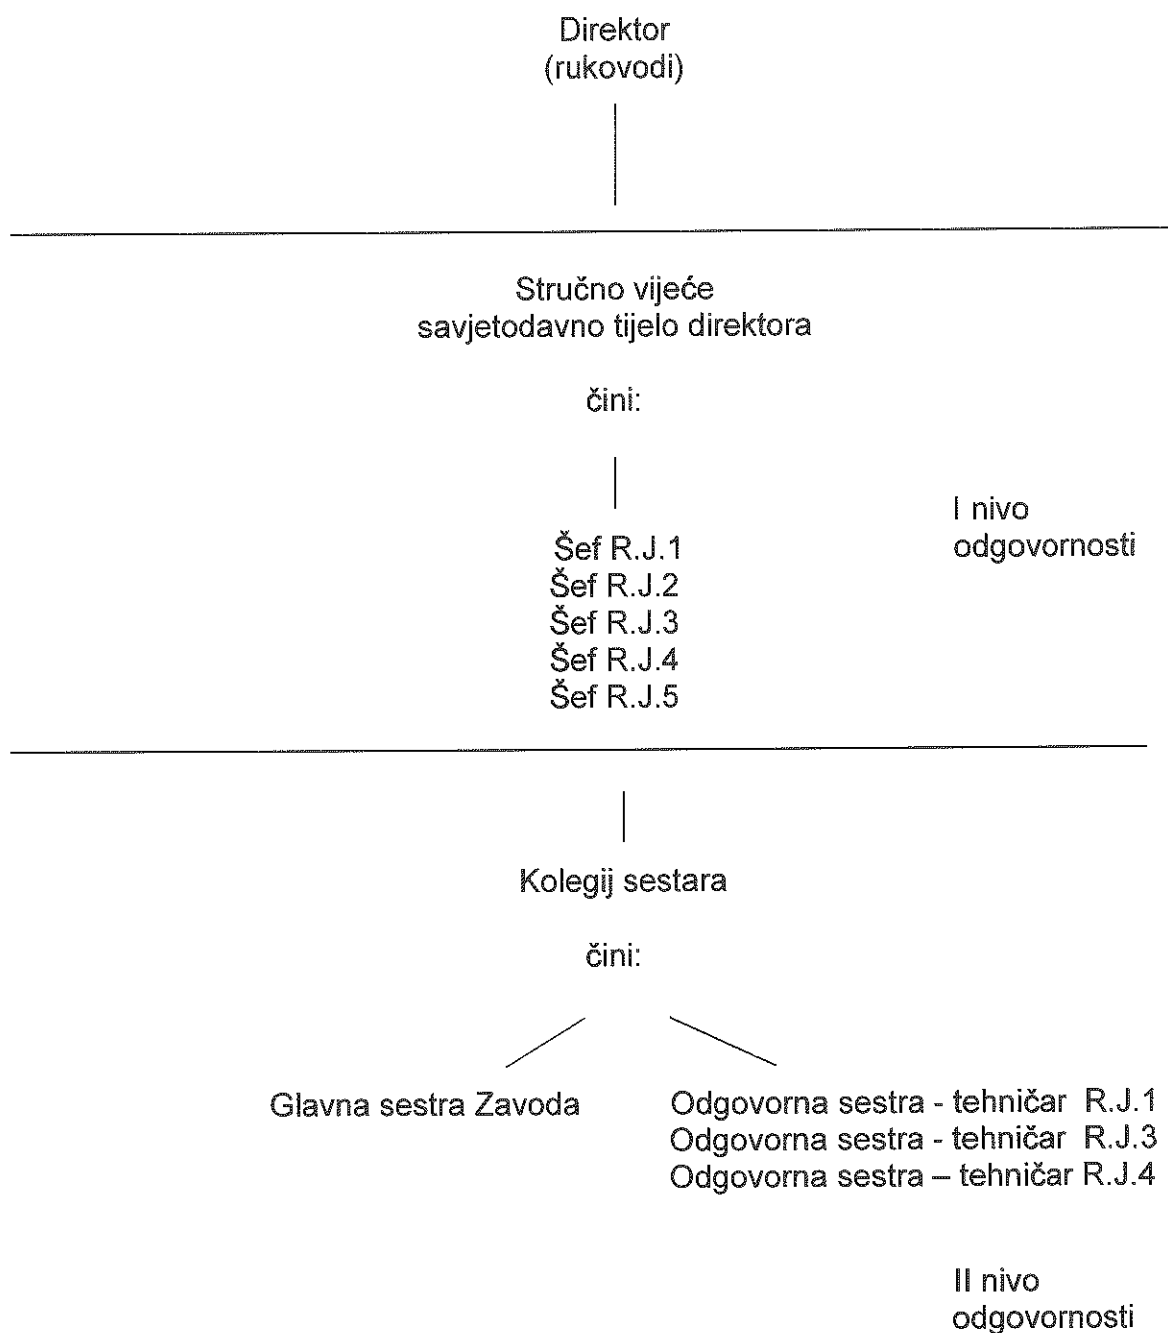 Direktor
(rukovodi)
Stručno vijeće
savjetodavno tijelo direktora
čini:
I nivo
odgovornosti
Šef R.J.1
Šef R.J.2
Šef R.J.3
Šef R.J.4
Šef R.J.5
Kolegij sestara
čini:
Glavna sestra Zavoda
Odgovorna sestra - tehničar R.J.1
Odgovorna sestra - tehničar R.J.3
Odgovorna sestra – tehničar R.J.4
II nivo
odgovornosti